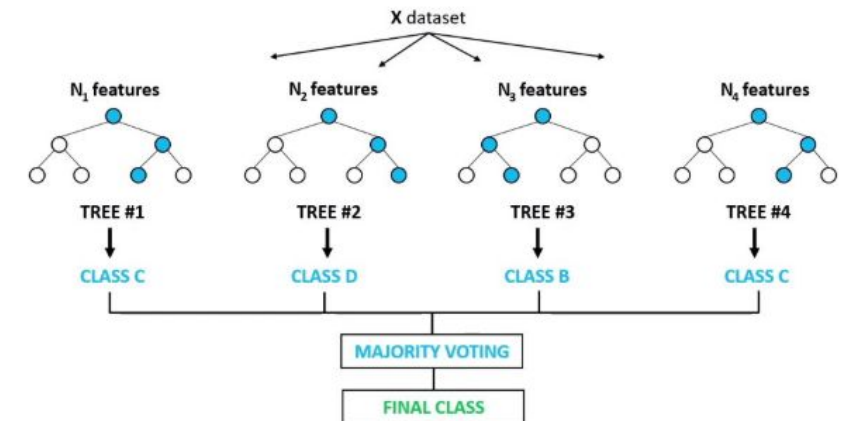 X dataset
N₁ features
N₂ features
N₃ features
N₄ features
TREE #1
TREE #2
TREE #3
TREE #4
CLASS C
CLASS D
CLASS B
CLASS C
MAJORITY VOTING
FINAL CLASS